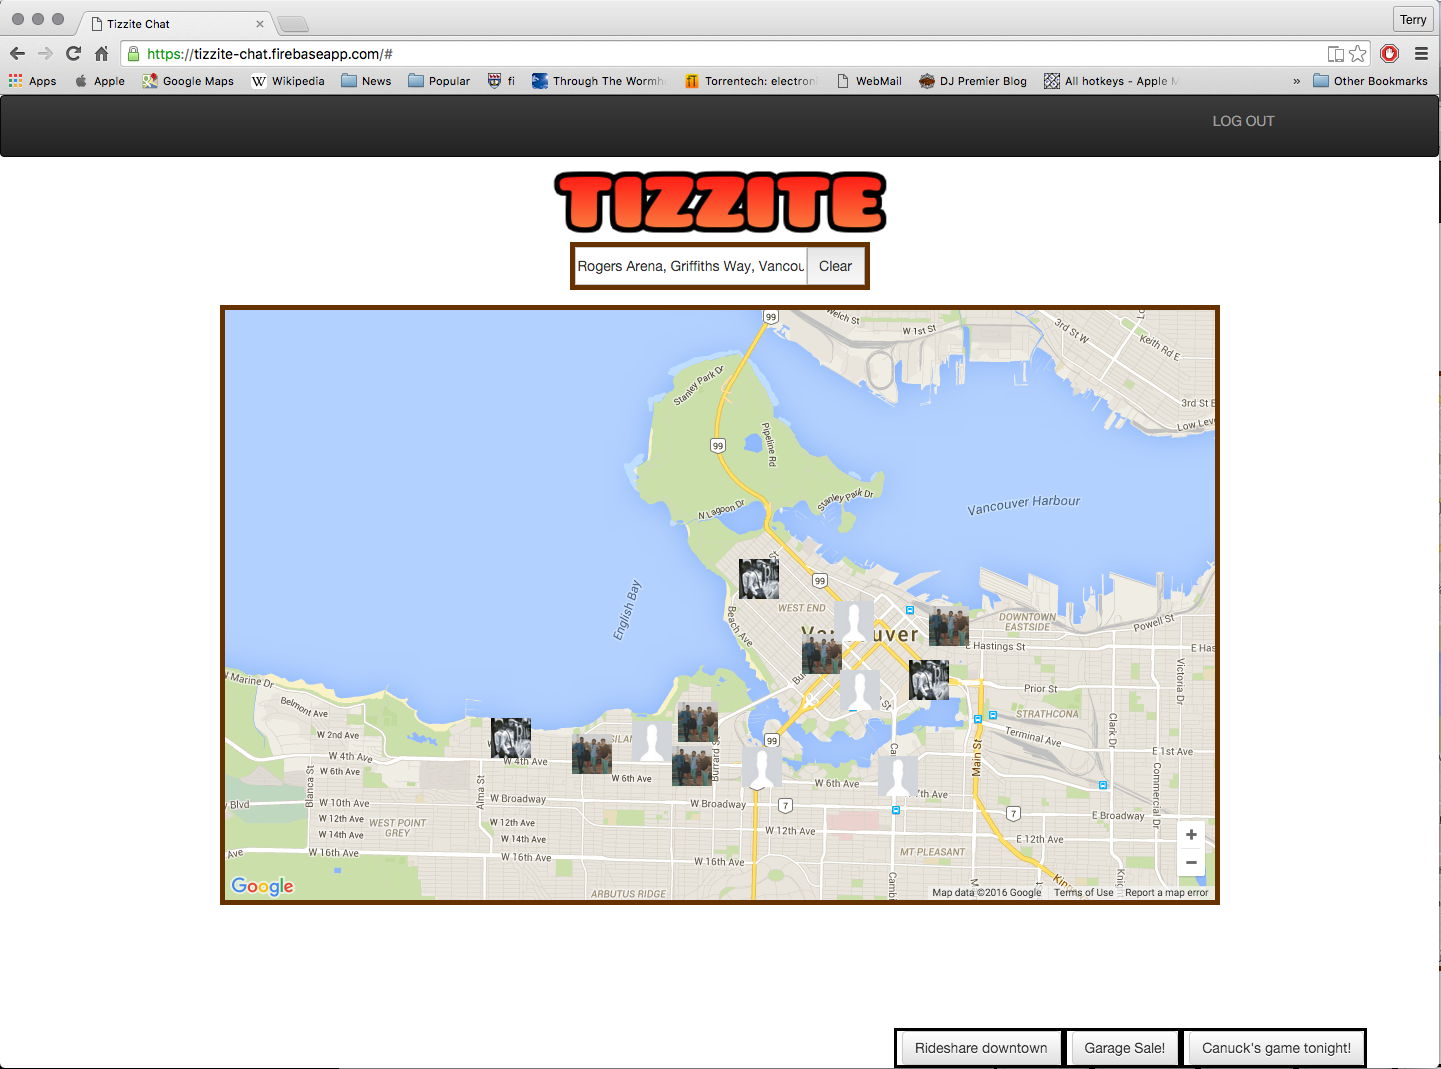 Tizzite Chat
Terry
https://tizzite-chat.firebaseapp.com/#
Apps Apple Google Maps Wikipedia News Popular fi Through The Wormh Torrentech: electroni WebMail DJ Premier Blog All hotkeys - Apple M » Other Bookmarks
LOG OUT
TIZZITE
Rogers Arena, Griffiths Way, Vancou Clear
99
Welch St
W 1st St
3rd St W
Keith Rd E
Stanley Park Dr
3rd St E
Low Leve
99
Pipeline Rd
Stanley Park Dr
N Lagoon Dr
Vancouver Harbour
99
English Bay
WEST END
Beach Ave
DOWNTOWN EASTSIDE
Powell St
E Hastings St
E Has
Victoria Dr
W Marine Dr
Prior St
Belmont Ave
STRATHCONA
Clark Dr
W 2nd Ave
Terminal Ave
99
Main St
E 1st Ave
W 4th Ave
W 4th Ave
W 6th Ave
W 6th Ave
Burrard St
W 6th Ave
7th Ave
Commercial Dr
Blanca St
Alma St
Blvd
W 10th Ave
W Broadway
W Broadway
7
7
E Broadway
W 12th Ave
WEST POINT GREY
W 12th Ave
W 12th Ave
W 14th Ave
W 14th Ave
E 12th Ave
Ave
W 16th Ave
W 16th Ave
W 16th Ave
MT PLEASANT
ARBUTUS RIDGE
+
−
Google
Map data ©2016 Google Terms of Use Report a map error
Rideshare downtown Garage Sale! Canuck's game tonight!